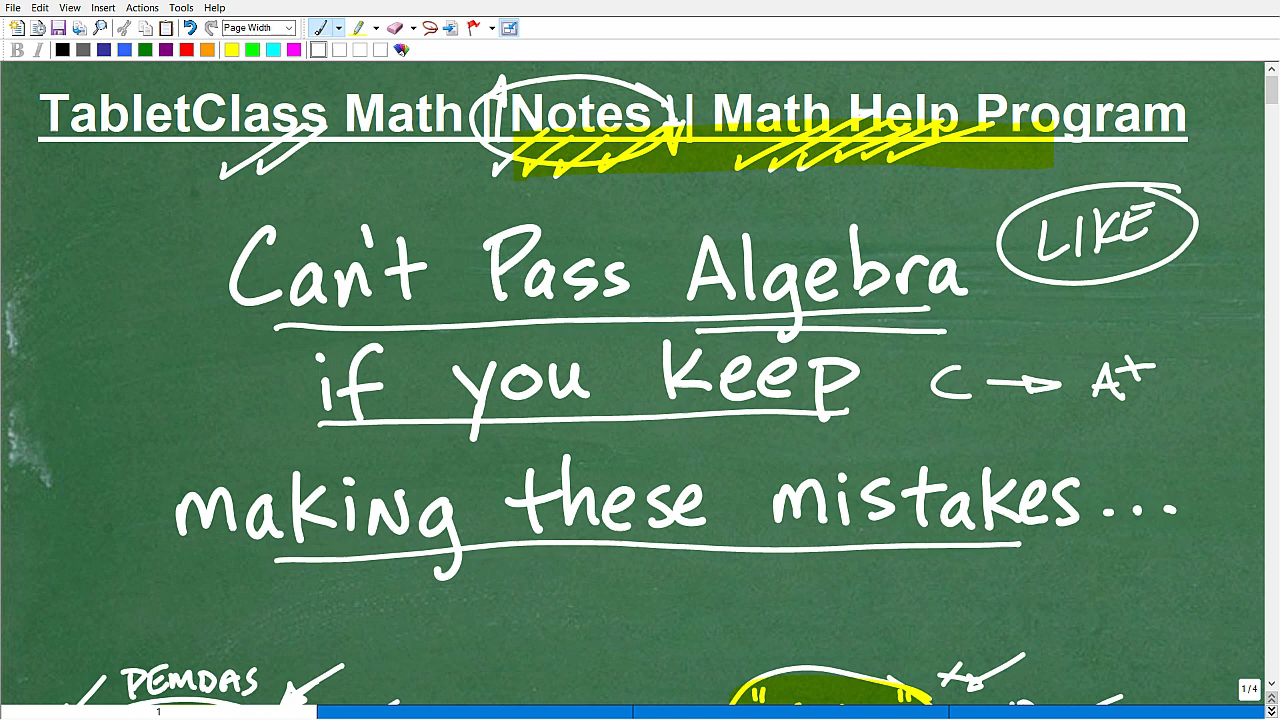 File Edit View Insert Actions Tools Help
Page Width
B I
TabletClass Math || Notes || Math Help Program
LIKE
Can't Pass Algebra
if you keep C → A+
making these mistakes...
PEMDAS
1/4
1